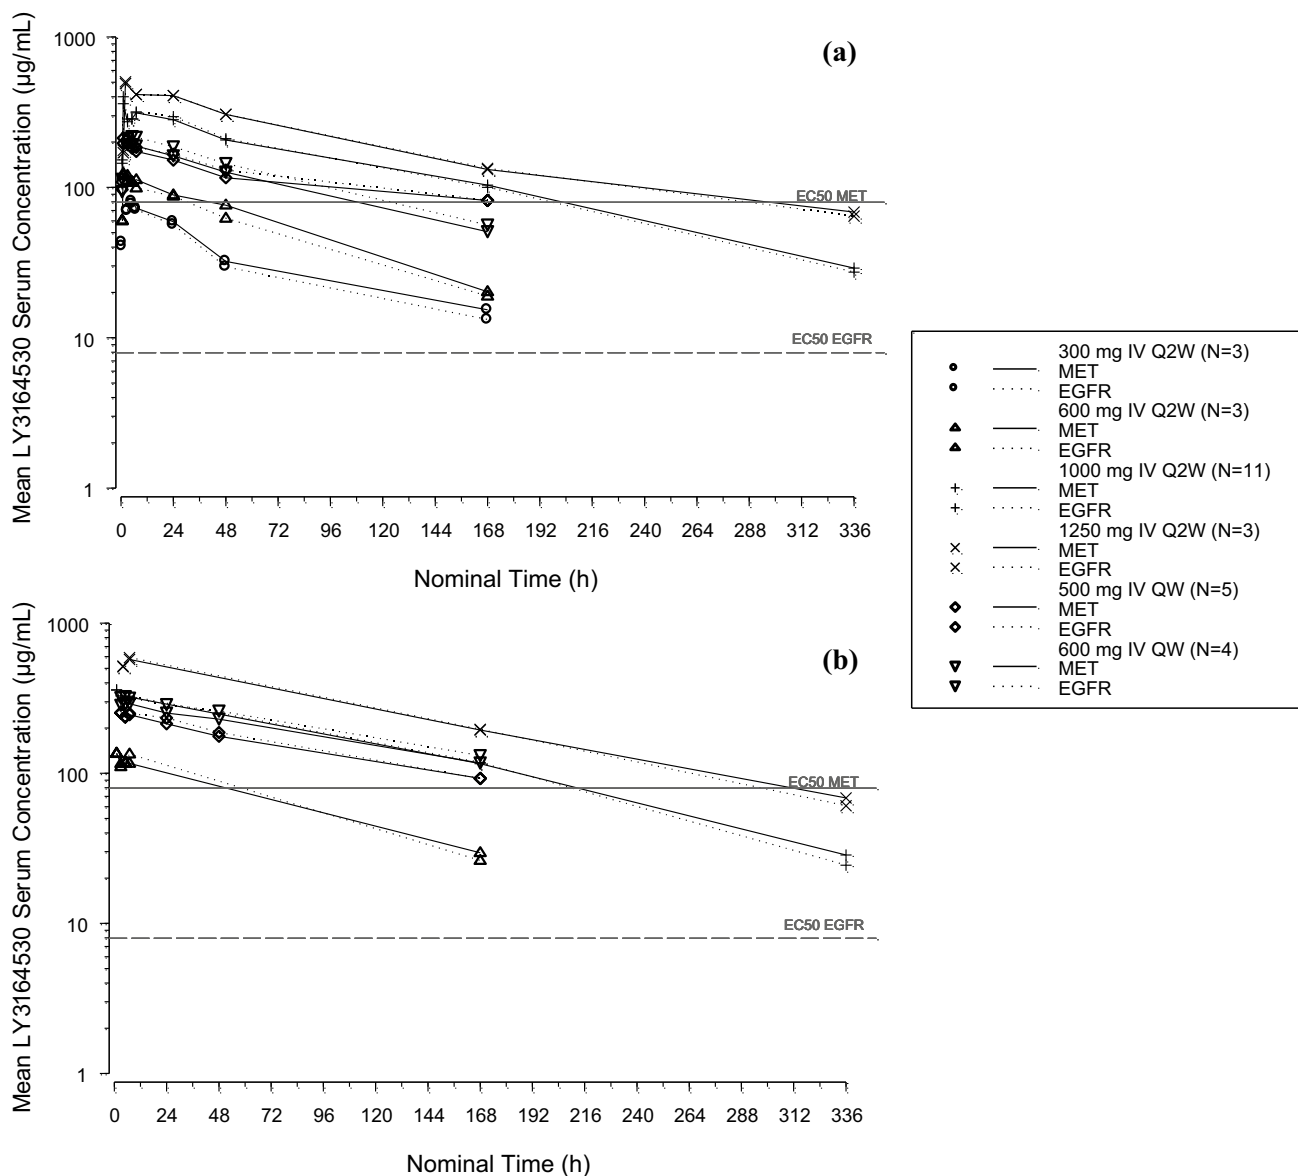 (a)
Mean LY3164530 Serum Concentration (µg/mL)
1000
100
10
1
EC50 MET
EC50 EGFR
0 24 48 72 96 120 144 168 192 216 240 264 288 312 336
Nominal Time (h)
300 mg IV Q2W (N=3)
MET
EGFR
600 mg IV Q2W (N=3)
MET
EGFR
1000 mg IV Q2W (N=11)
MET
EGFR
1250 mg IV Q2W (N=3)
MET
EGFR
500 mg IV QW (N=5)
MET
EGFR
600 mg IV QW (N=4)
MET
EGFR
(b)
Mean LY3164530 Serum Concentration (µg/mL)
1000
100
10
1
EC50 MET
EC50 EGFR
0 24 48 72 96 120 144 168 192 216 240 264 288 312 336
Nominal Time (h)